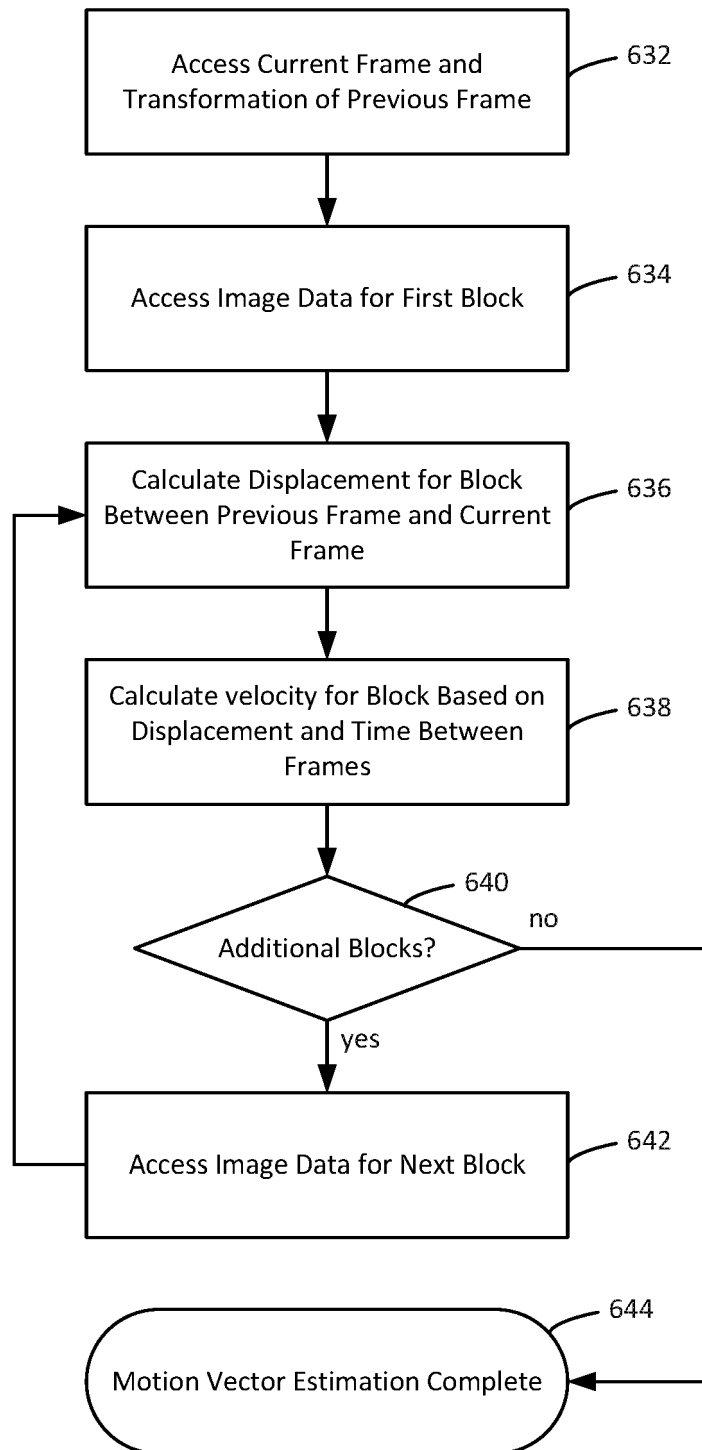 Access Current Frame and
Transformation of Previous Frame
632
Access Image Data for First Block
634
Calculate Displacement for Block
Between Previous Frame and Current
Frame
636
Calculate velocity for Block Based on
Displacement and Time Between
Frames
638
640
Additional Blocks?
no
yes
Access Image Data for Next Block
642
644
Motion Vector Estimation Complete